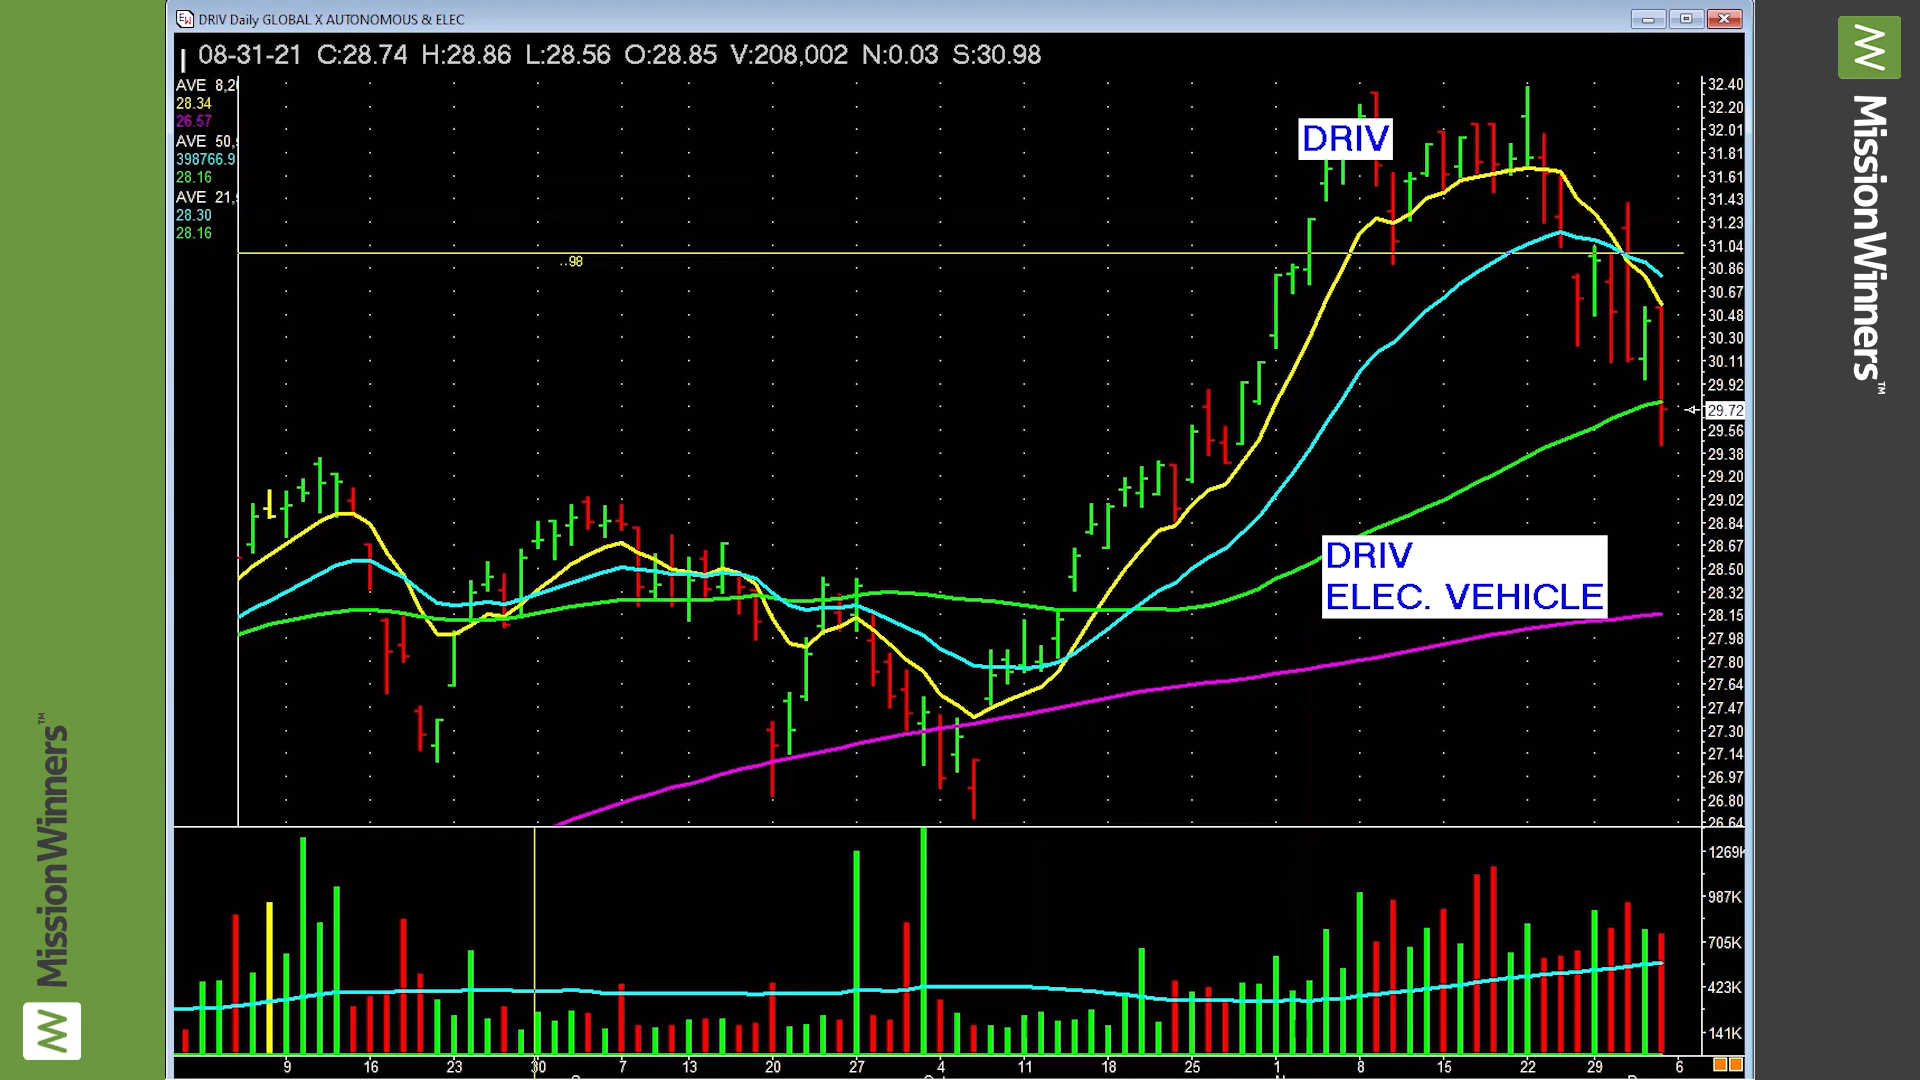 DRIV Daily GLOBAL X AUTONOMOUS & ELEC
08-31-21 C:28.74 H:28.86 L:28.56 O:28.85 V:208,002 N:0.03 S:30.98
AVE 8,20
28.34
26.57
AVE 50,
398766.9
28.16
AVE 21,
28.30
28.16
98
DRIV
DRIV
ELEC. VEHICLE
32.40
32.20
32.01
31.81
31.61
31.43
31.23
31.04
30.86
30.67
30.48
30.30
30.11
29.92
29.72
29.56
29.38
29.20
29.02
28.84
28.67
28.50
28.32
28.15
27.98
27.80
27.64
27.47
27.30
27.14
26.97
26.80
26.64
1269K
987K
705K
423K
141K
9 16 23 30 7 13 20 27 4 11 18 25 1 8 15 22 29 6
MissionWinners™
MissionWinners™